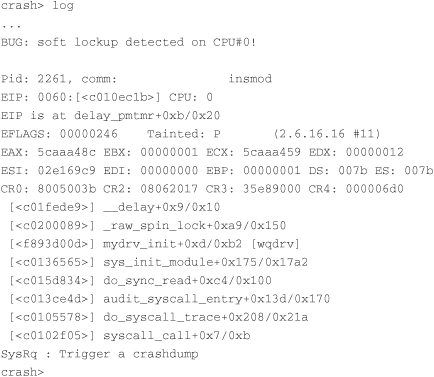 crash> log
...
BUG: soft lockup detected on CPU#0!
Pid: 2261, comm: insmod
EIP: 0060:[<c010ec1b>] CPU: 0
EIP is at delay_pmtmr+0xb/0x20
EFLAGS: 00000246 Tainted: P (2.6.16.16 #11)
EAX: 5caaa48c EBX: 00000001 ECX: 5caaa459 EDX: 00000012
ESI: 02e169c9 EDI: 00000000 EBP: 00000001 DS: 007b ES: 007b
CR0: 8005003b CR2: 08062017 CR3: 35e89000 CR4: 000006d0
[<c01fede9>] __delay+0x9/0x10
[<c0200089>] _raw_spin_lock+0xa9/0x150
[<f893d00d>] mydrv_init+0xd/0xb2 [wqdrv]
[<c0136565>] sys_init_module+0x175/0x17a2
[<c015d834>] do_sync_read+0xc4/0x100
[<c013ce4d>] audit_syscall_entry+0x13d/0x170
[<c0105578>] do_syscall_trace+0x208/0x21a
[<c0102f05>] syscall_call+0x7/0xb
SysRq : Trigger a crashdump
crash>